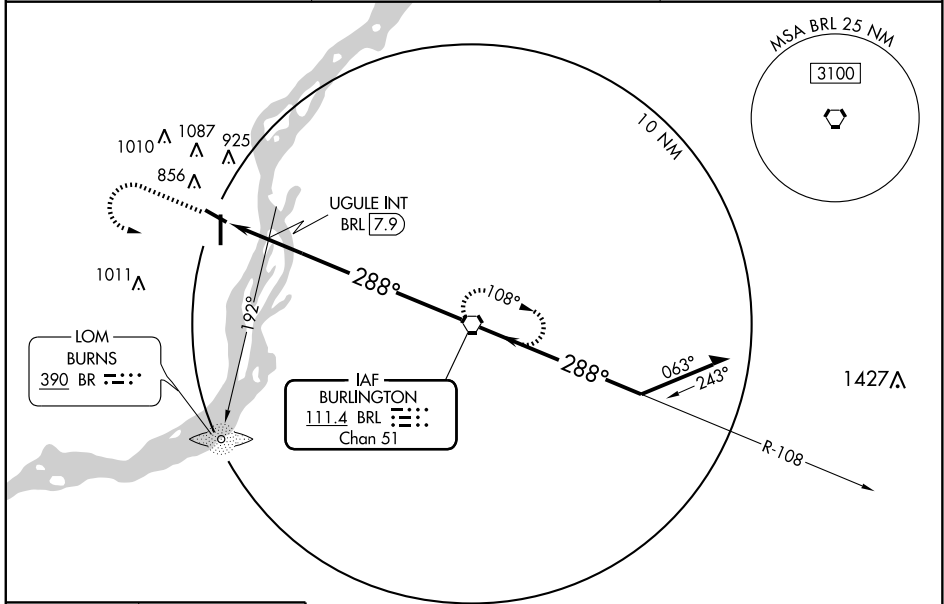 MSA BRL 25 NM
3100
10 NM
1010
1087
925
856
UGULE INT
BRL 7.9
288°
1011
192°
108°
LOM
BURNS
390 BR
IAF
BURLINGTON
111.4 BRL
Chan 51
288°
063°
243°
1427
R-108